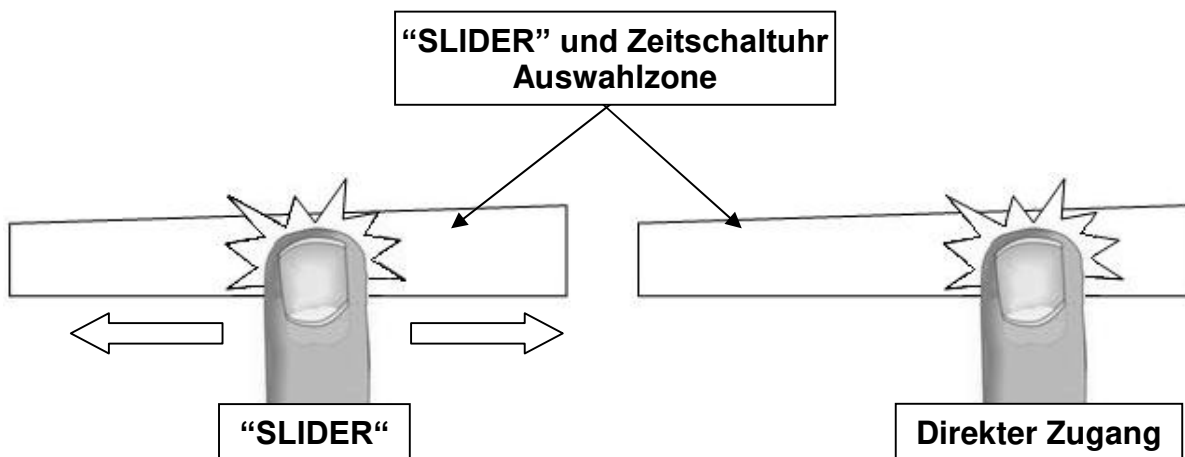 “SLIDER” und Zeitschaltuhr
Auswahlzone
“SLIDER“
Direkter Zugang